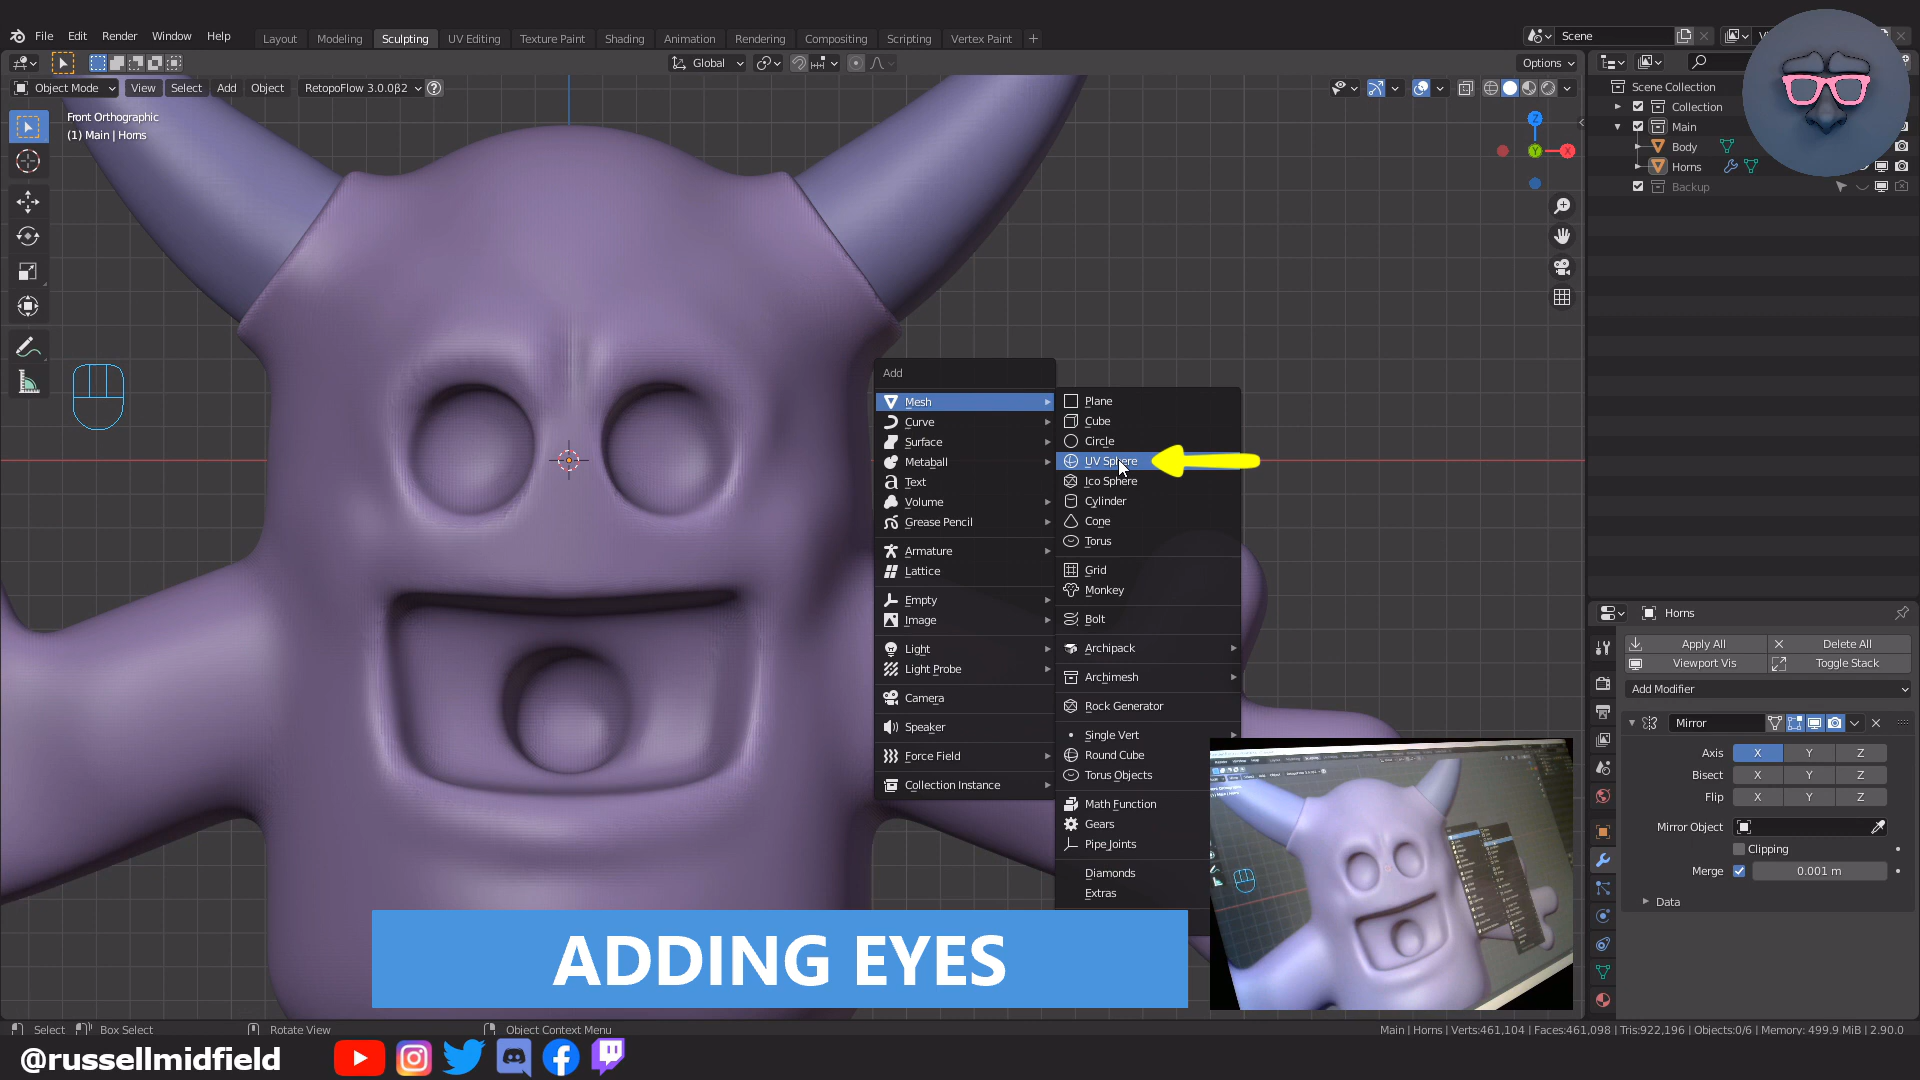 File Edit Render Window Help
Layout Modeling Sculpting UV Editing Texture Paint Shading Animation Rendering Compositing Scripting Vertex Paint +
Scene
Global
Options
Object Mode View Select Add Object RetopoFlow 3.0.0β2
Front Orthographic
(1) Main | Horns
Z
Y
X
Scene Collection
Collection
Main
Body
Horns
Backup
Add
Mesh
Curve
Surface
Metaball
Text
Volume
Grease Pencil
Armature
Lattice
Empty
Image
Light
Light Probe
Camera
Speaker
Force Field
Collection Instance
Plane
Cube
Circle
UV Sphere
Ico Sphere
Cylinder
Cone
Torus
Grid
Monkey
Bolt
Archipack
Archimesh
Rock Generator
Single Vert
Round Cube
Torus Objects
Math Function
Gears
Pipe Joints
Diamonds
Extras
Horns
Apply All Delete All
Viewport Vis Toggle Stack
Add Modifier
Mirror
Axis X Y Z
Bisect X Y Z
Flip X Y Z
Mirror Object
Clipping
Merge 0.001 m
Data
ADDING EYES
Select Box Select Rotate View Object Context Menu
Main | Horns | Verts:461,104 | Faces:461,098 | Tris:922,196 | Objects:0/6 | Memory: 499.9 MiB | 2.90.0
@russellmidfield